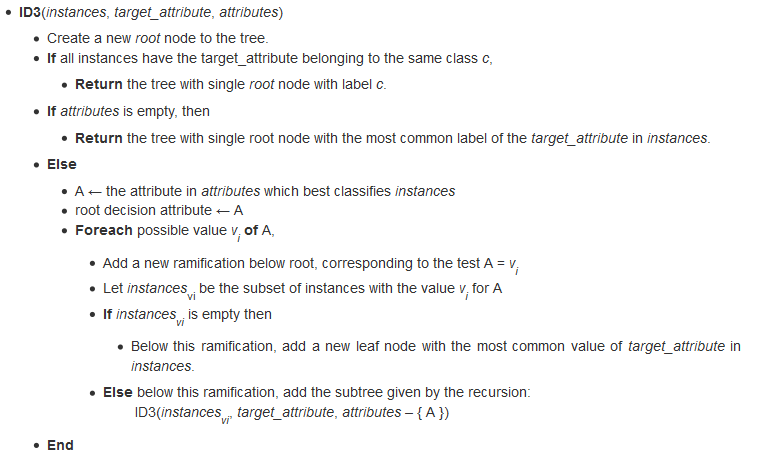 • ID3(instances, target_attribute, attributes)
• Create a new root node to the tree.
• If all instances have the target_attribute belonging to the same class c,
• Return the tree with single root node with label c.
• If attributes is empty, then
• Return the tree with single root node with the most common label of the target_attribute in instances.
• Else
• A ← the attribute in attributes which best classifies instances
• root decision attribute ← A
• Foreach possible value v_i of A,
• Add a new ramification below root, corresponding to the test A = v_i
• Let instances_vi be the subset of instances with the value v_i for A
• If instances_vi is empty then
• Below this ramification, add a new leaf node with the most common value of target_attribute in
instances.
• Else below this ramification, add the subtree given by the recursion:
ID3(instances_vi, target_attribute, attributes – { A })
• End